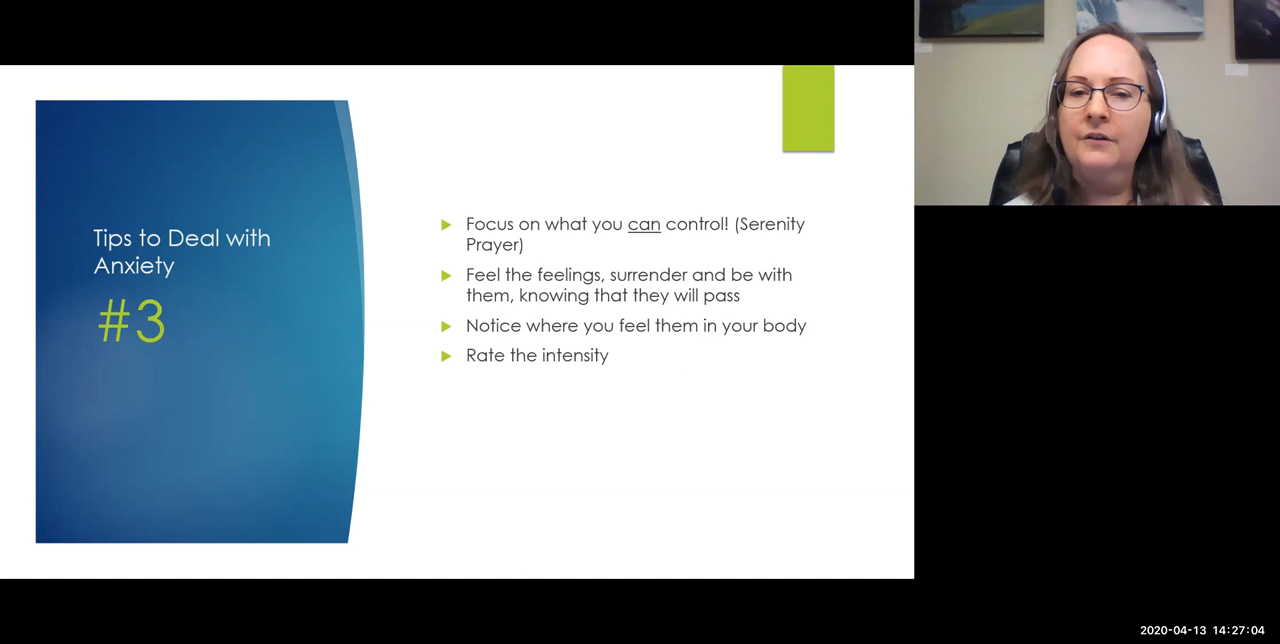 Tips to Deal with
Anxiety
#3
Focus on what you can control! (Serenity
Prayer)
Feel the feelings, surrender and be with
them, knowing that they will pass
Notice where you feel them in your body
Rate the intensity
2020-04-13 14:27:04